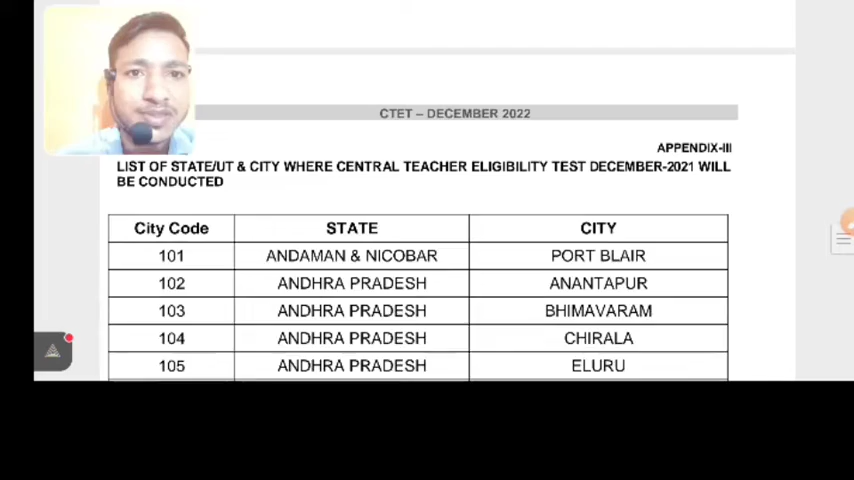 CTET – DECEMBER 2022
APPENDIX-III
LIST OF STATE/UT & CITY WHERE CENTRAL TEACHER ELIGIBILITY TEST DECEMBER-2021 WILL
BE CONDUCTED
City Code STATE CITY
101 ANDAMAN & NICOBAR PORT BLAIR
102 ANDHRA PRADESH ANANTAPUR
103 ANDHRA PRADESH BHIMAVARAM
104 ANDHRA PRADESH CHIRALA
105 ANDHRA PRADESH ELURU